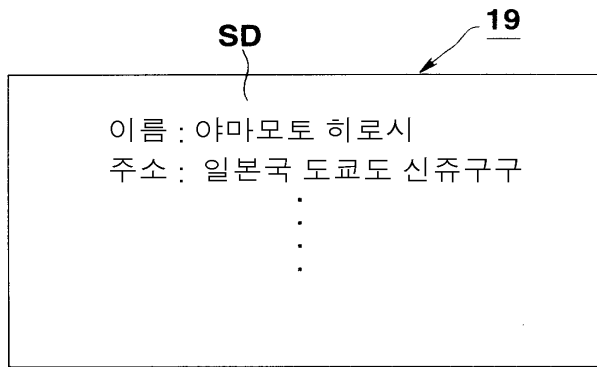 19
SD
이름 : 야마모토 히로시
주소 : 일본국 도쿄도 신쥬구구
.
.
.
.